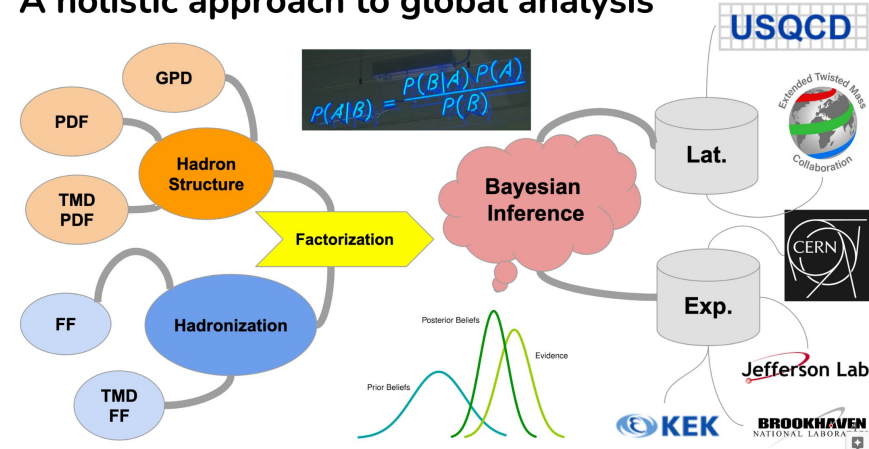 A holistic approach to global analysis
USQCD
GPD
P(A|B) = P(B|A) P(A)
P(B)
PDF
Extended Twisted Mass
Collaboration
Hadron
Structure
Lat.
TMD
PDF
Bayesian
Inference
Factorization
CERN
Exp.
FF
Hadronization
Posterior Beliefs
Evidence
Prior Beliefs
Jefferson Lab
TMD
FF
KEK
BROOKHAVEN
NATIONAL LABORA